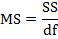 MS = SS/df